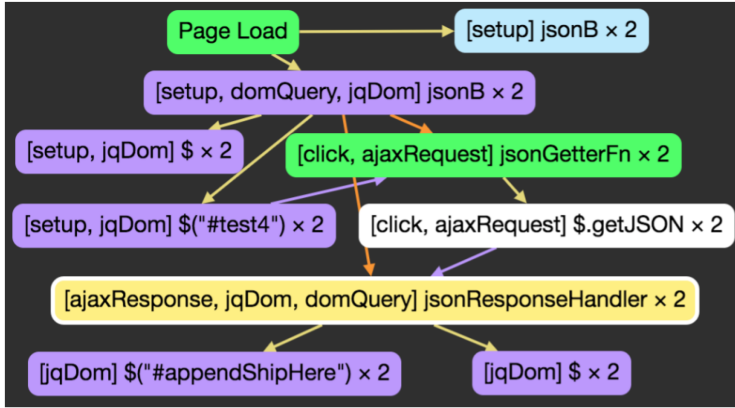 Page Load
[setup] jsonB × 2
[setup, domQuery, jqDom] jsonB × 2
[setup, jqDom] $ × 2
[click, ajaxRequest] jsonGetterFn × 2
[setup, jqDom] $("#test4") × 2
[click, ajaxRequest] $.getJSON × 2
[ajaxResponse, jqDom, domQuery] jsonResponseHandler × 2
[jqDom] $("#appendShipHere") × 2
[jqDom] $ × 2